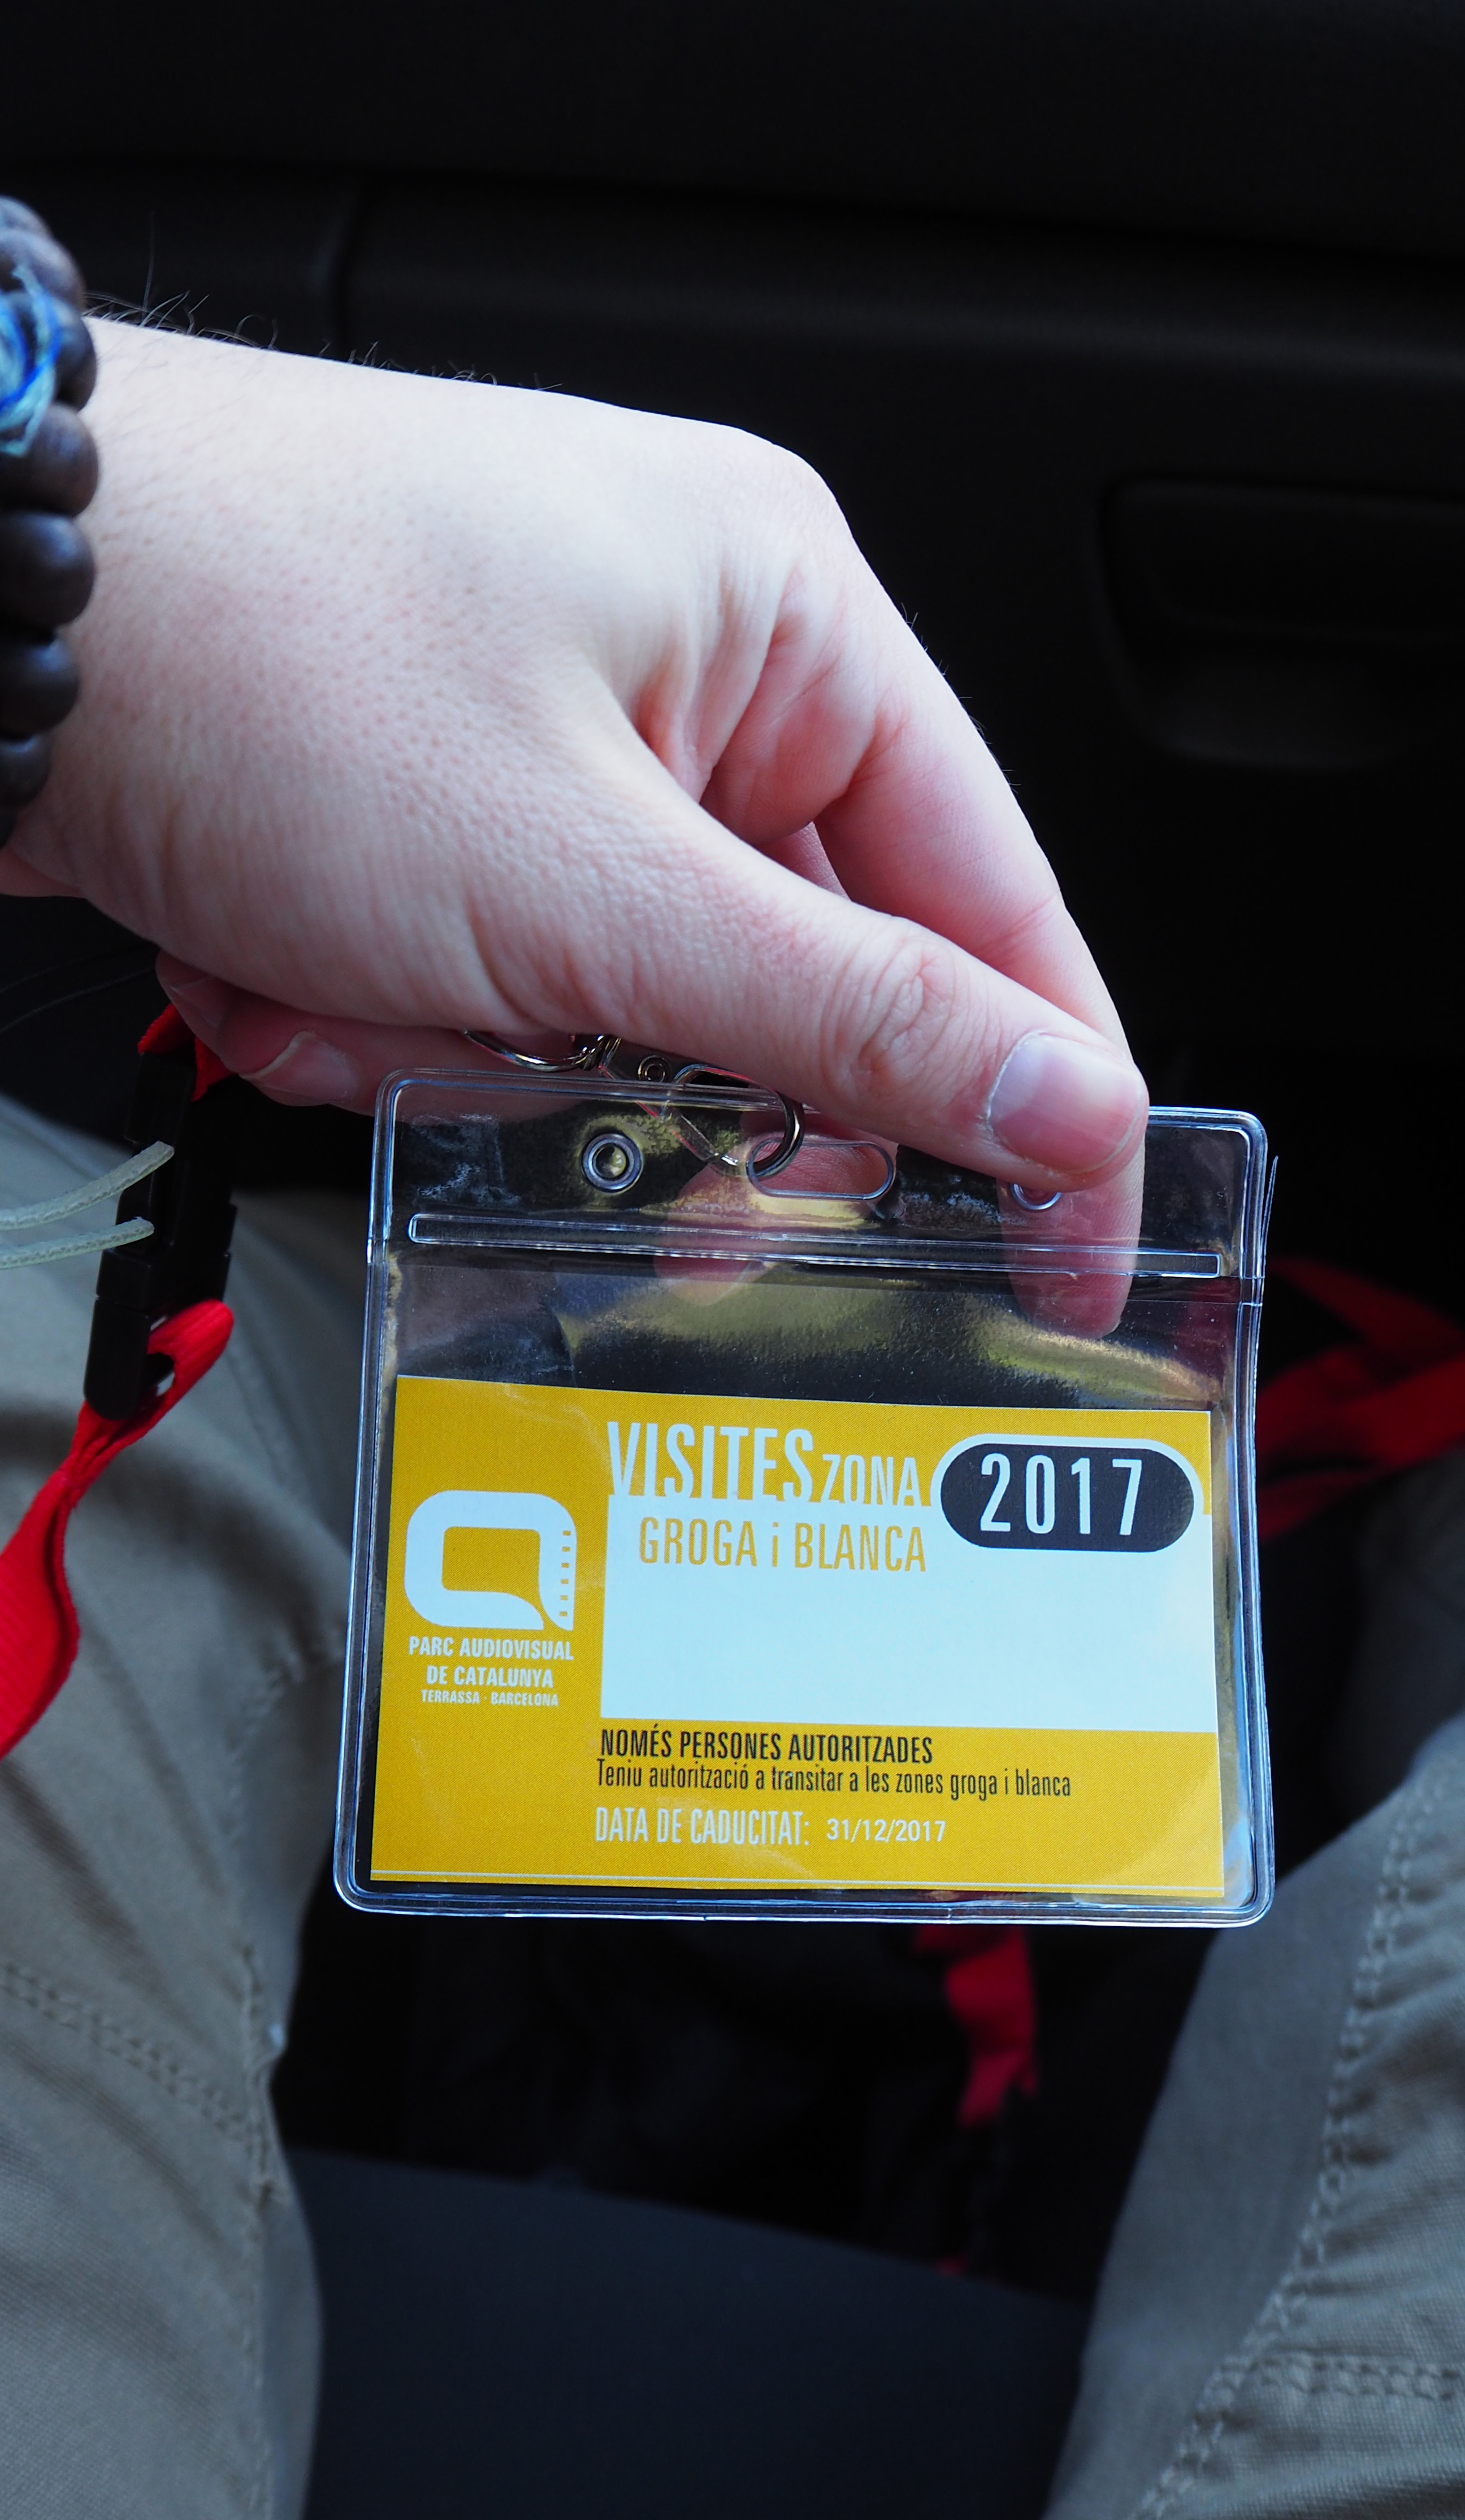 VISITES ZONA
2017
GROGA i BLANCA
PARC AUDIOVISUAL
DE CATALUNYA
TERRASSA · BARCELONA
NOMÉS PERSONES AUTORITZADES
Teniu autorització a transitar a les zones groga i blanca
DATA DE CADUCITAT: 31/12/2017